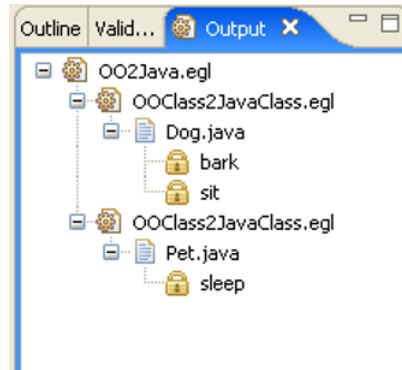 Outline Valid... Output
OO2Java.egl
OOClass2JavaClass.egl
Dog.java
bark
sit
OOClass2JavaClass.egl
Pet.java
sleep